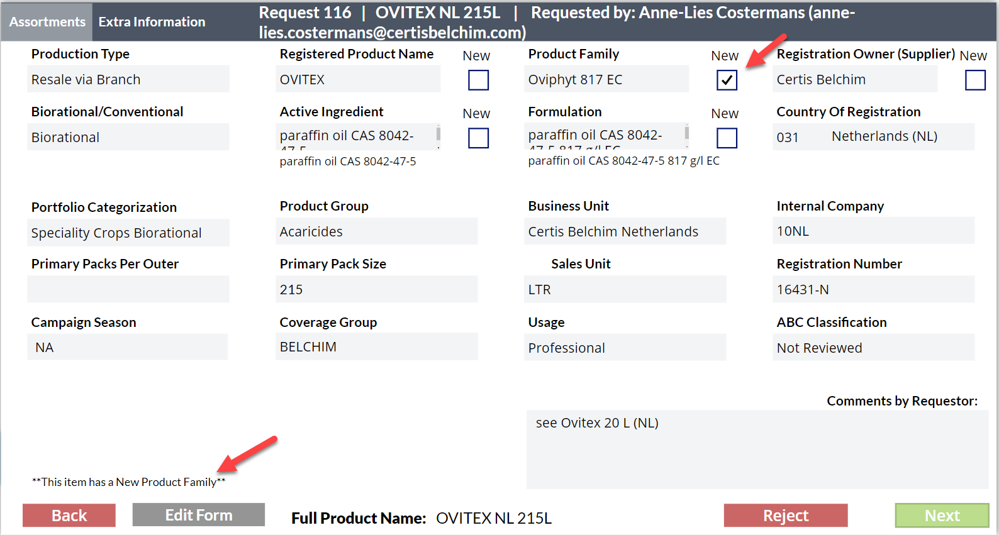 Assortments Extra Information
Request 116 | OVITEX NL 215L | Requested by: Anne-Lies Costermans (anne-
lies.costermans@certisbelchim.com)
Production Type Registered Product Name New Product Family New Registration Owner (Supplier) New
Resale via Branch OVITEX Oviphyt 817 EC Certis Belchim
Biorational/Conventional Active Ingredient New Formulation New Country Of Registration
Biorational paraffin oil CAS 8042- paraffin oil CAS 8042- 031 Netherlands (NL)
47-5 47-5 817 g/l EC
paraffin oil CAS 8042-47-5 paraffin oil CAS 8042-47-5 817 g/l EC
Portfolio Categorization Product Group Business Unit Internal Company
Speciality Crops Biorational Acaricides Certis Belchim Netherlands 10NL
Primary Packs Per Outer Primary Pack Size Sales Unit Registration Number
215 LTR 16431-N
Campaign Season Coverage Group Usage ABC Classification
NA BELCHIM Professional Not Reviewed
Comments by Requestor:
see Ovitex 20 L (NL)
**This item has a New Product Family**
Back Edit Form Full Product Name: OVITEX NL 215L Reject Next